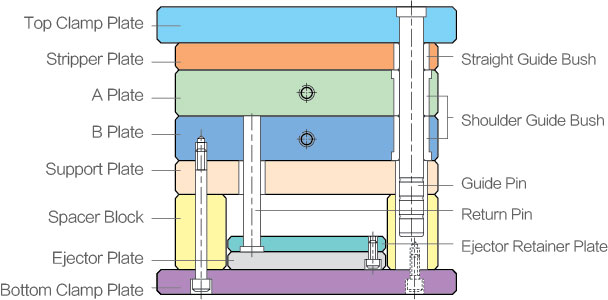 Top Clamp Plate
Stripper Plate
A Plate
B Plate
Support Plate
Spacer Block
Ejector Plate
Bottom Clamp Plate
Straight Guide Bush
Shoulder Guide Bush
Guide Pin
Return Pin
Ejector Retainer Plate